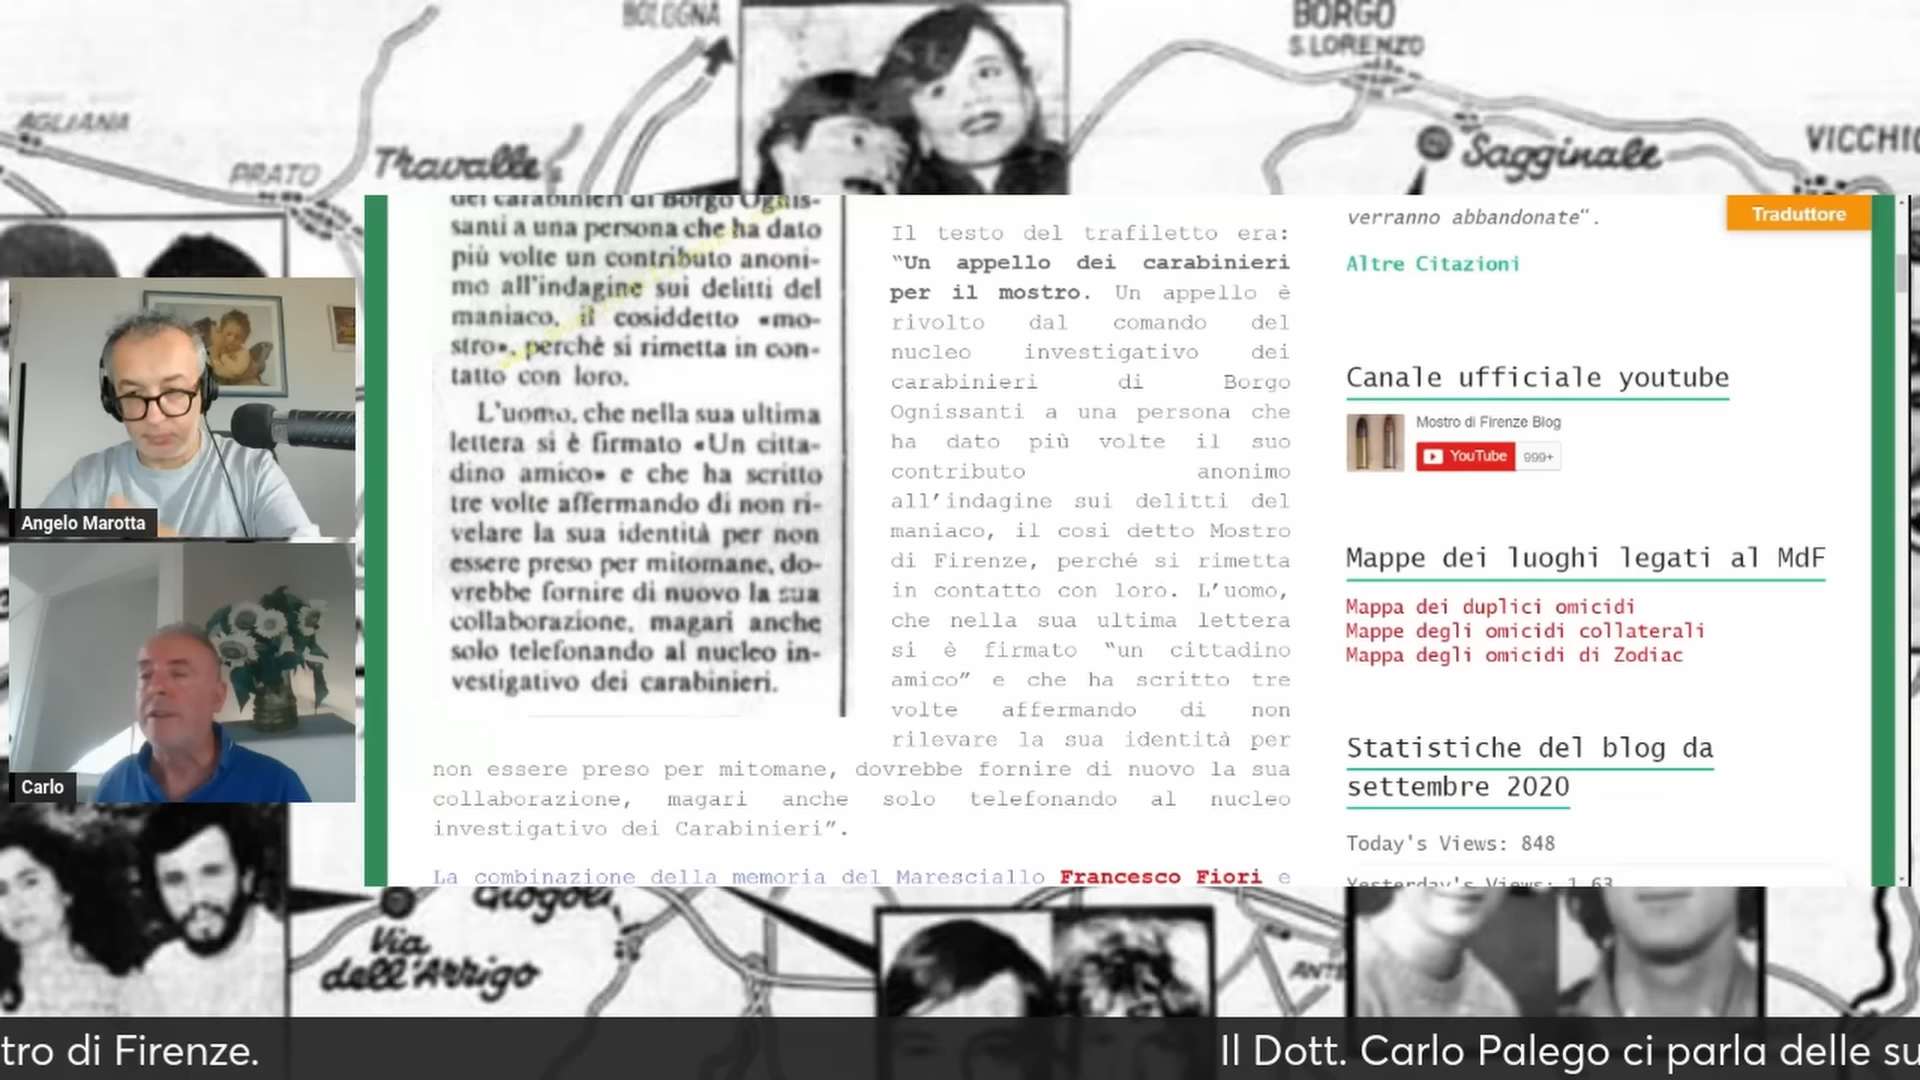 BOLOGNA
BORGO
S. LORENZO
AGLIANA
PRATO
Travalle
Sagginale
VICCHIO
dei carabinieri di Borgo Ognis-
santi a una persona che ha dato
più volte un contributo anoni-
mo all'indagine sui delitti del
maniaco, il cosiddetto «mo-
stro», perchè si rimetta in con-
tatto con loro.
L'uomo, che nella sua ultima
lettera si è firmato «Un citta-
dino amico» e che ha scritto
tre volte affermando di non ri-
velare la sua identità per non
essere preso per mitomane, do-
vrebbe fornire di nuovo la sua
collaborazione, magari anche
solo telefonando al nucleo in-
vestigativo dei carabinieri.
Il testo del trafiletto era:
“Un appello dei carabinieri
per il mostro. Un appello è
rivolto dal comando del
nucleo investigativo dei
carabinieri di Borgo
Ognissanti a una persona che
ha dato più volte il suo
contributo anonimo
all’indagine sui delitti del
maniaco, il cosi detto Mostro
di Firenze, perché si rimetta
in contatto con loro. L’uomo,
che nella sua ultima lettera
si è firmato “un cittadino
amico” e che ha scritto tre
volte affermando di non
rilevare la sua identità per
non essere preso per mitomane, dovrebbe fornire di nuovo la sua
collaborazione, magari anche solo telefonando al nucleo
investigativo dei Carabinieri”.
La combinazione della memoria del Maresciallo Francesco Fiori e
verranno abbandonate“.
Traduttore
Altre Citazioni
Canale ufficiale youtube
Mostro di Firenze Blog
YouTube 999+
Mappe dei luoghi legati al MdF
Mappa dei duplici omicidi
Mappe degli omicidi collaterali
Mappa degli omicidi di Zodiac
Statistiche del blog da
settembre 2020
Today's Views: 848
Yesterday's Views: 1.63
Angelo Marotta
Carlo
Giogoli
Via
dell'Arrigo
ANTE
tro di Firenze.
Il Dott. Carlo Palego ci parla delle su